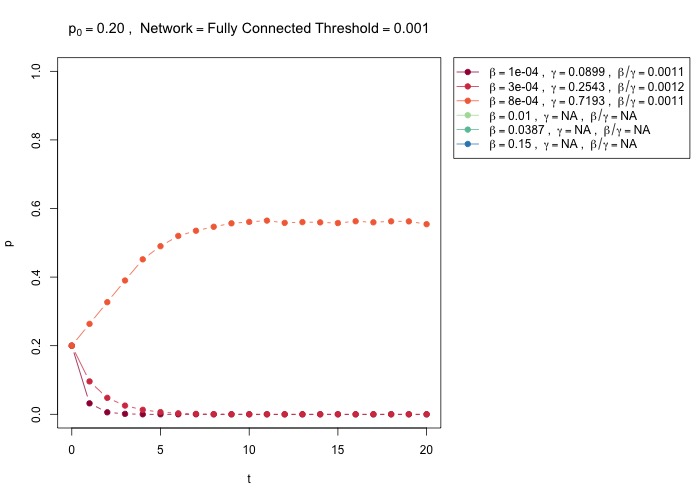 p₀ = 0.20 , Network = Fully Connected Threshold = 0.001
β = 1e-04 , γ = 0.0899 , β/γ = 0.0011
β = 3e-04 , γ = 0.2543 , β/γ = 0.0012
β = 8e-04 , γ = 0.7193 , β/γ = 0.0011
β = 0.01 , γ = NA , β/γ = NA
β = 0.0387 , γ = NA , β/γ = NA
β = 0.15 , γ = NA , β/γ = NA
1.0
0.8
0.6
0.4
0.2
0.0
p
0 5 10 15 20
t